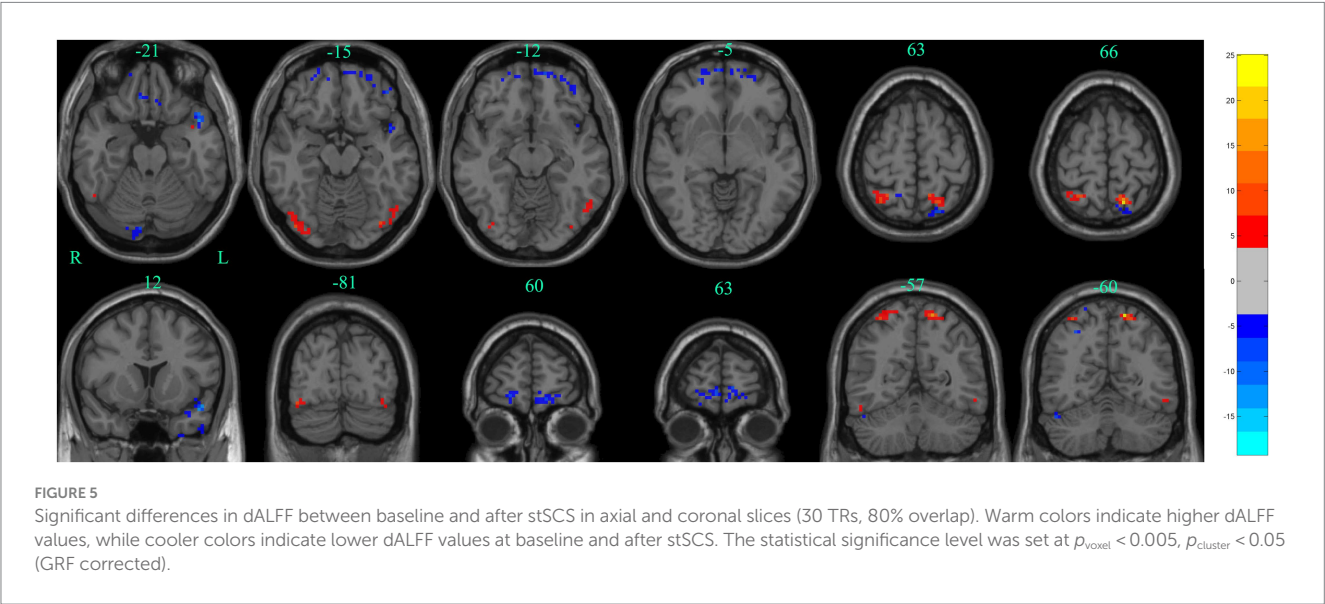 -21 -15 -12 -5 63 66
R L
12 -81 60 63 -57 -60
25
20
15
10
5
0
-5
-10
-15
FIGURE 5
Significant differences in dALFF between baseline and after stSCS in axial and coronal slices (30 TRs, 80% overlap). Warm colors indicate higher dALFF
values, while cooler colors indicate lower dALFF values at baseline and after stSCS. The statistical significance level was set at p voxel < 0.005, p cluster < 0.05
(GRF corrected).